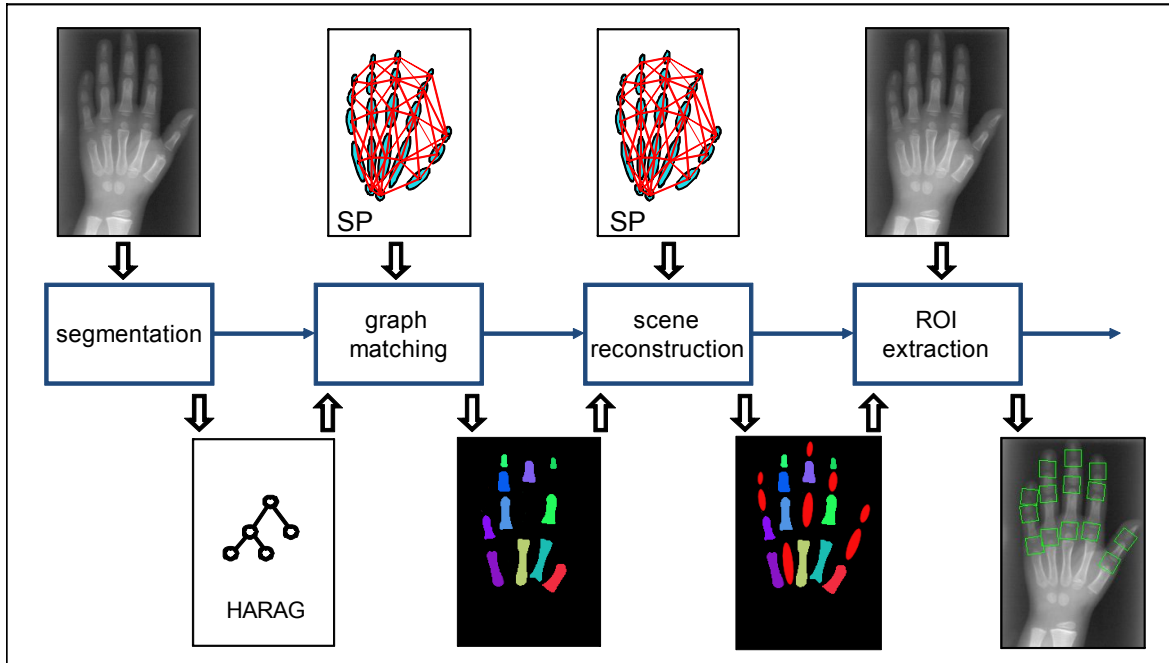 SP
SP
segmentation
graph
matching
scene
reconstruction
ROI
extraction
HARAG